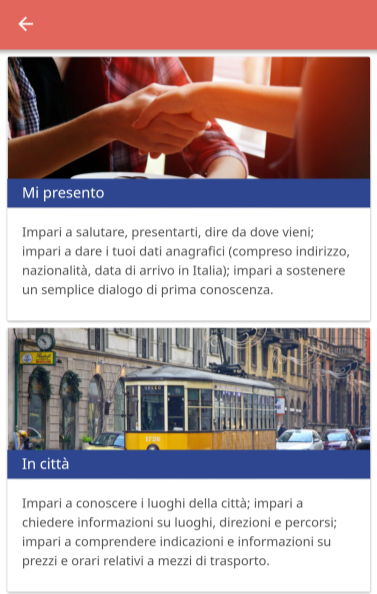 Mi presento
Impari a salutare, presentarti, dire da dove vieni;
impari a dare i tuoi dati anagrafici (compreso indirizzo,
nazionalità, data di arrivo in Italia); impari a sostenere
un semplice dialogo di prima conoscenza.
In città
Impari a conoscere i luoghi della città; impari a
chiedere informazioni su luoghi, direzioni e percorsi;
impari a comprendere indicazioni e informazioni su
prezzi e orari relativi a mezzi di trasporto.